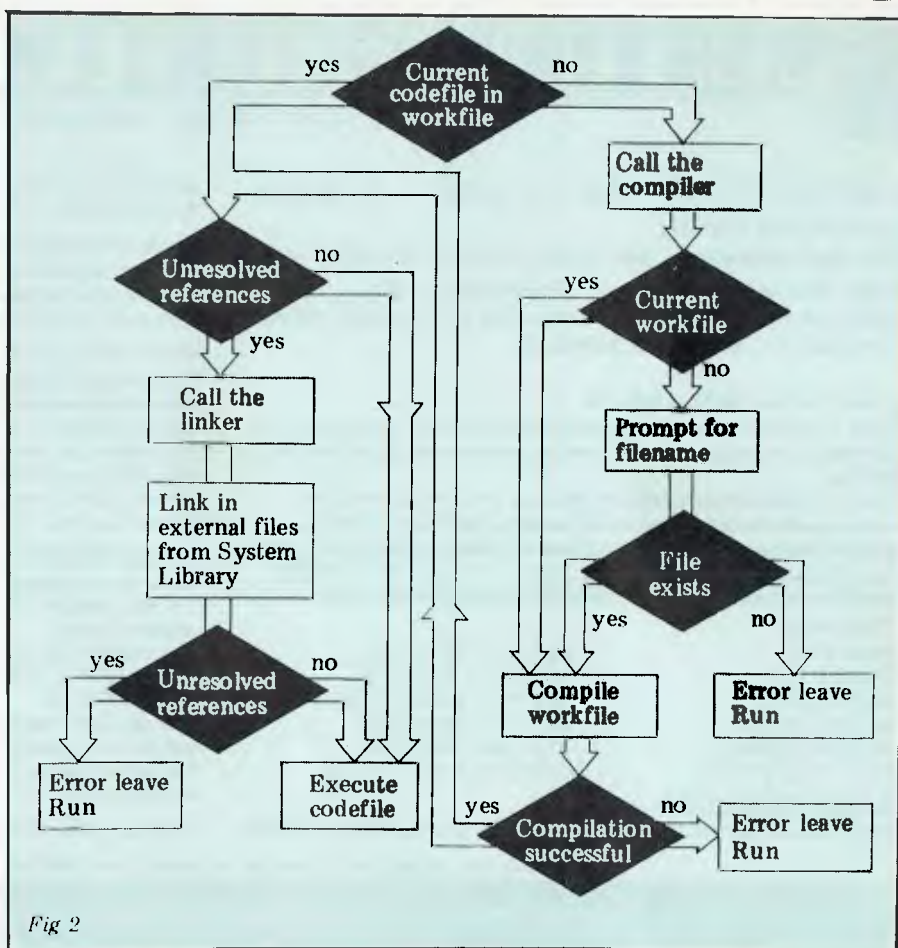 yes
Current
codefile in
workfile
no
Call the
compiler
Unresolved
references
no
yes
yes
Current
workfile
no
Call the
linker
Prompt for
filename
Link in
external files
from System
Library
File
exists
yes
no
yes
Unresolved
references
no
Compile
workfile
Error leave
Run
Error leave
Run
Execute
codefile
yes
Compilation
successful
no
Error leave
Run
Fig 2